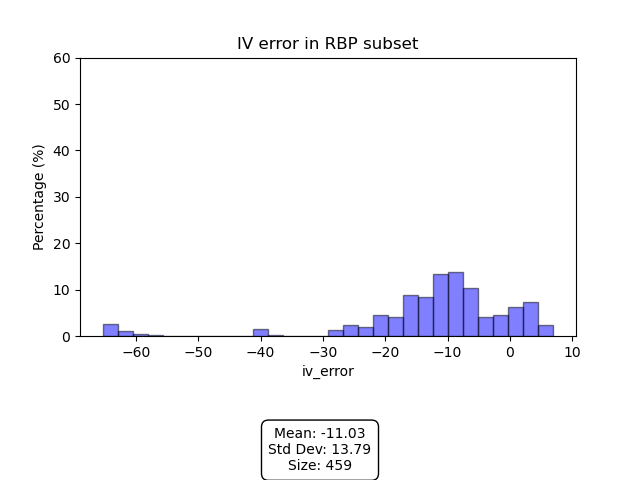 IV error in RBP subset
60
50
40
30
20
10
0
Percentage (%)
−60 −50 −40 −30 −20 −10 0 10
iv_error
Mean: -11.03
Std Dev: 13.79
Size: 459